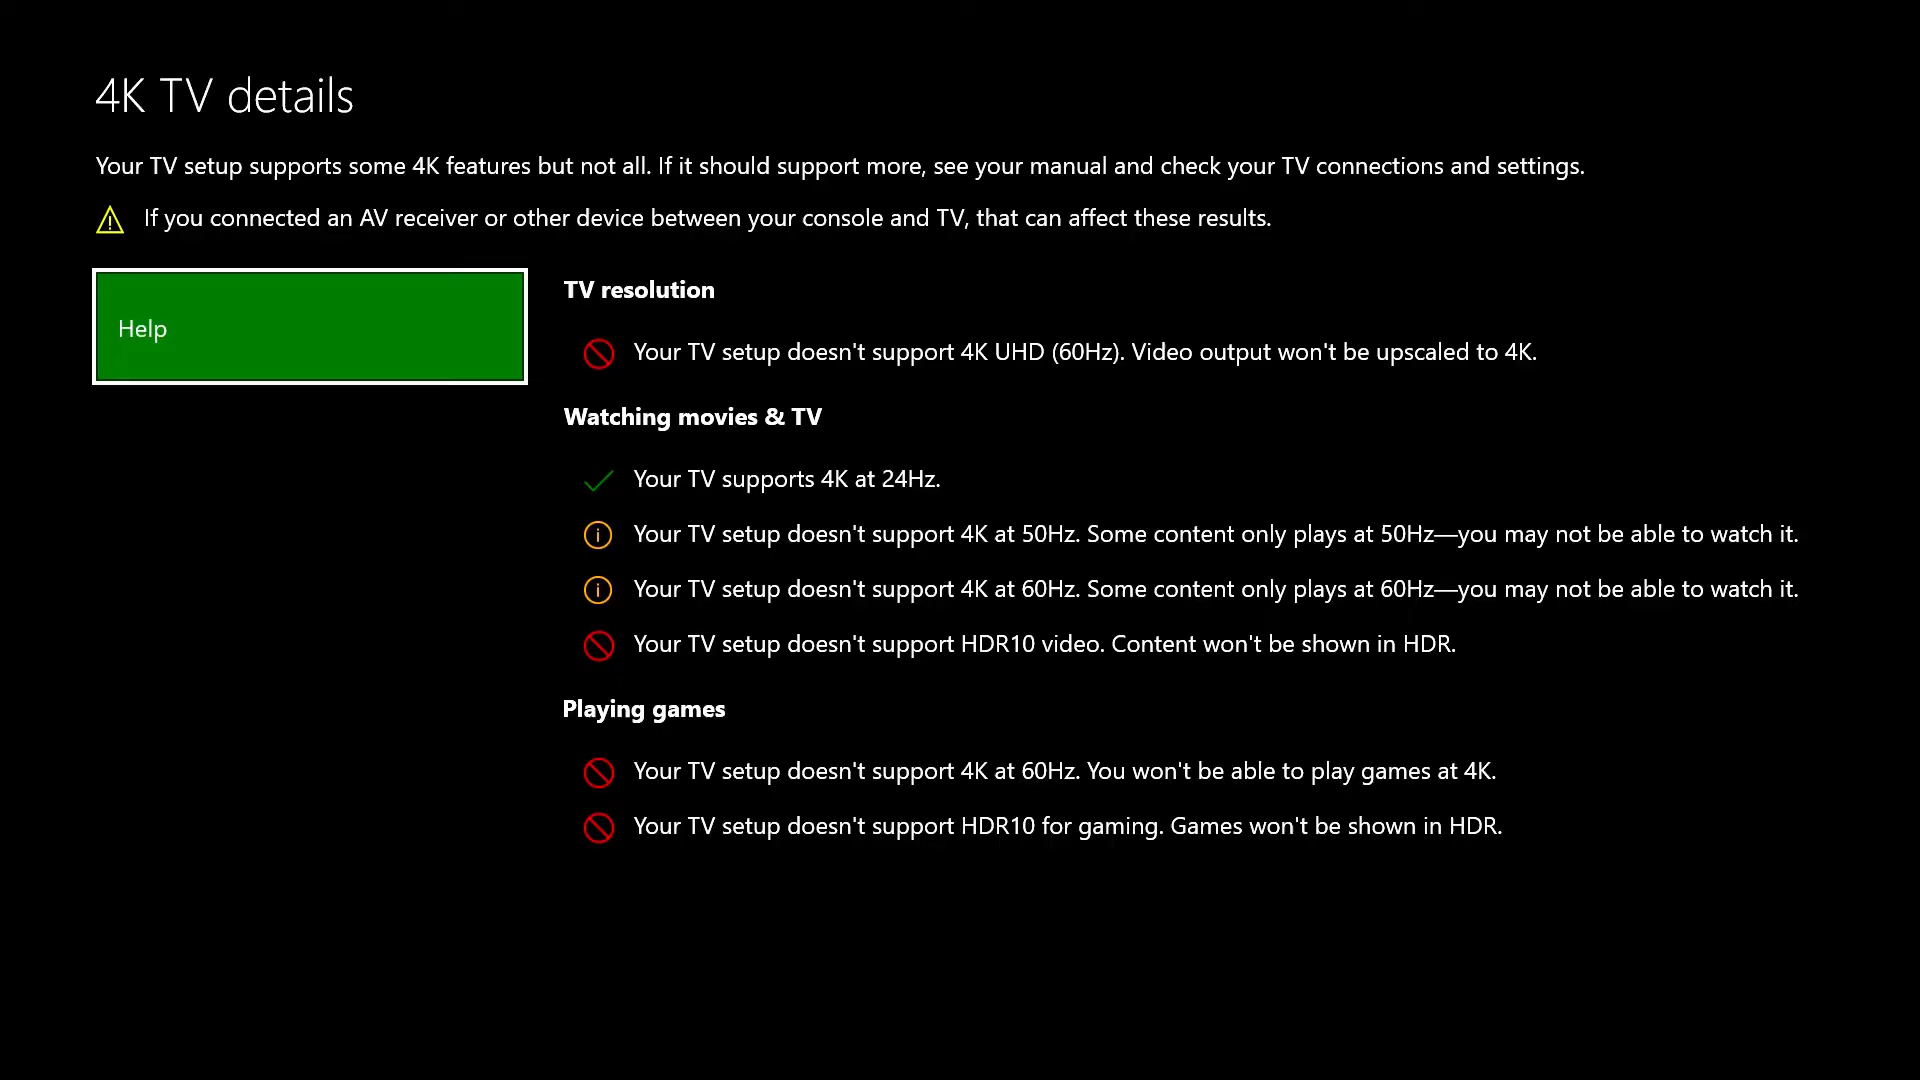 4K TV details
Your TV setup supports some 4K features but not all. If it should support more, see your manual and check your TV connections and settings.
If you connected an AV receiver or other device between your console and TV, that can affect these results.
Help
TV resolution
Your TV setup doesn't support 4K UHD (60Hz). Video output won't be upscaled to 4K.
Watching movies & TV
Your TV supports 4K at 24Hz.
Your TV setup doesn't support 4K at 50Hz. Some content only plays at 50Hz—you may not be able to watch it.
Your TV setup doesn't support 4K at 60Hz. Some content only plays at 60Hz—you may not be able to watch it.
Your TV setup doesn't support HDR10 video. Content won't be shown in HDR.
Playing games
Your TV setup doesn't support 4K at 60Hz. You won't be able to play games at 4K.
Your TV setup doesn't support HDR10 for gaming. Games won't be shown in HDR.